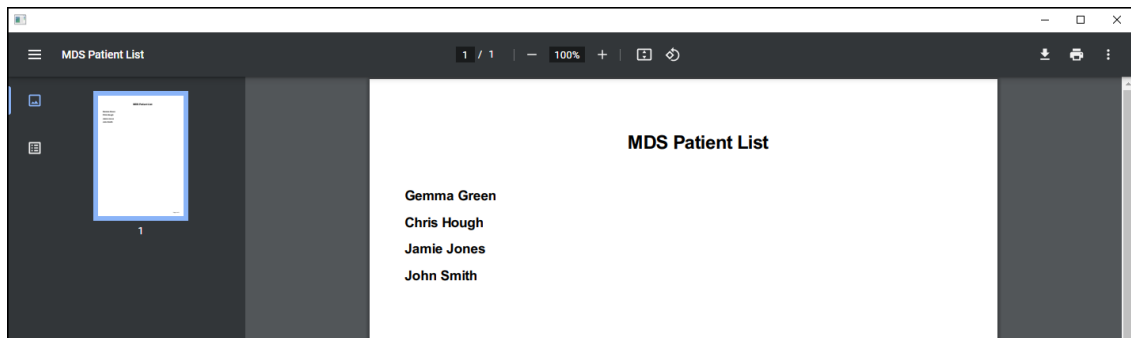 MDS Patient List
1 / 1
100%
1
MDS Patient List
Gemma Green
Chris Hough
Jamie Jones
John Smith